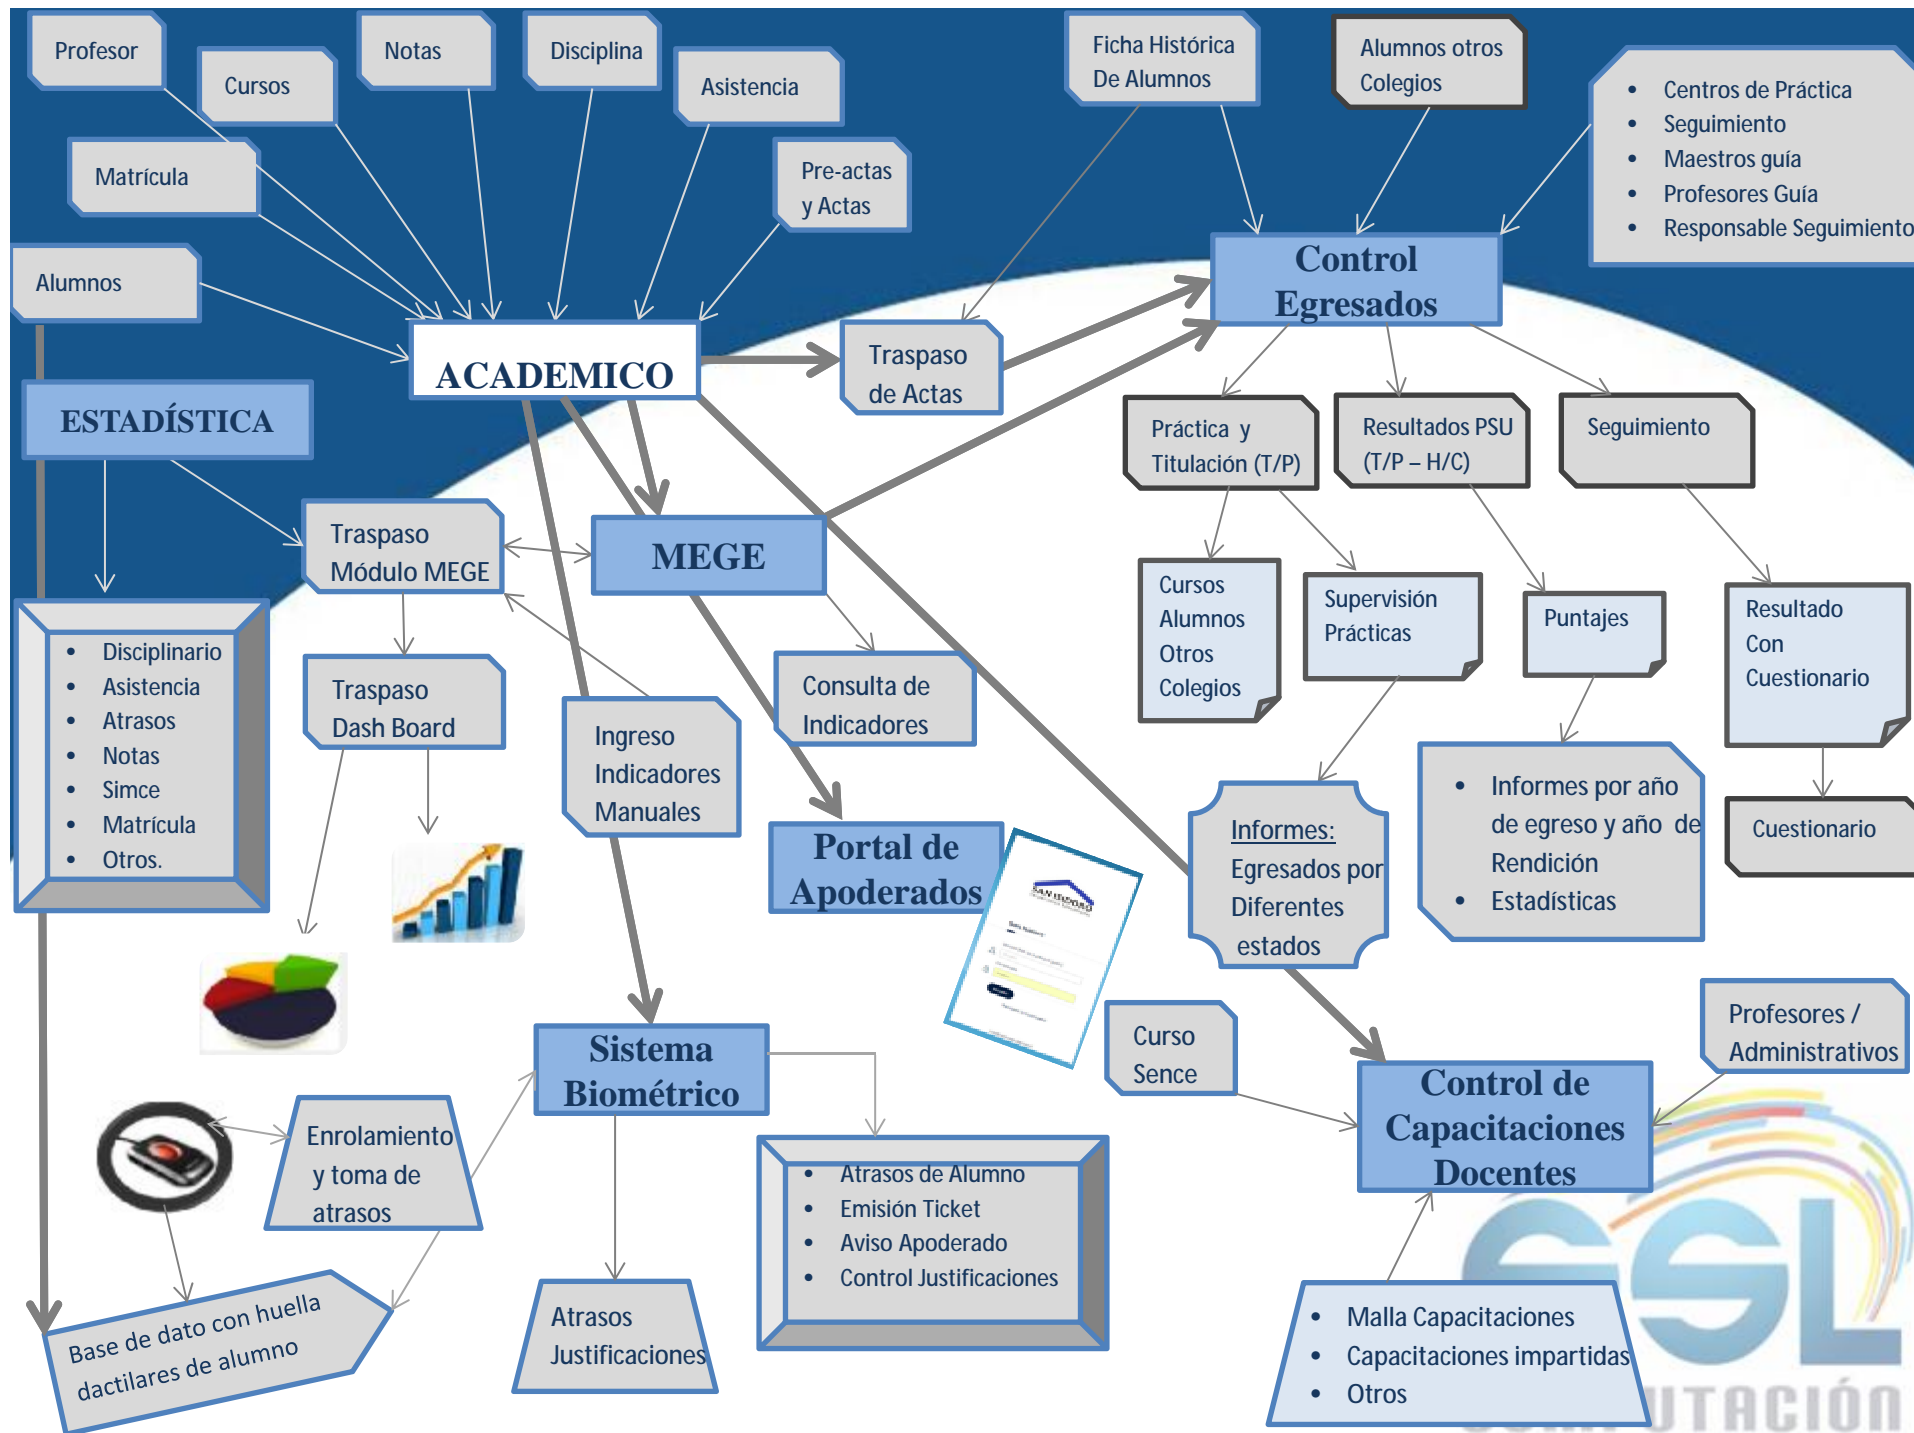 Profesor
Cursos
Notas
Disciplina
Asistencia
Matrícula
Pre-actas
y Actas
Alumnos
Ficha Histórica
De Alumnos
Alumnos otros
Colegios
• Centros de Práctica
• Seguimiento
• Maestros guía
• Profesores Guía
• Responsable Seguimiento
Control
Egresados
ACADEMICO
Traspaso
de Actas
ESTADÍSTICA
Práctica y
Titulación (T/P)
Resultados PSU
(T/P – H/C)
Seguimiento
Traspaso
Módulo MEGE
MEGE
Cursos
Alumnos
Otros
Colegios
Supervisión
Prácticas
Puntajes
Resultado
Con
Cuestionario
• Disciplinario
• Asistencia
• Atrasos
• Notas
• Simce
• Matrícula
• Otros.
Traspaso
Dash Board
Ingreso
Indicadores
Manuales
Consulta de
Indicadores
Informes:
Egresados por
Diferentes
estados
• Informes por año
de egreso y año de
Rendición
• Estadísticas
Cuestionario
Portal de
Apoderados
Sistema
Biométrico
Curso
Sence
Profesores /
Administrativos
Control de
Capacitaciones
Docentes
Enrolamiento
y toma de
atrasos
• Atrasos de Alumno
• Emisión Ticket
• Aviso Apoderado
• Control Justificaciones
Base de dato con huella
dactilares de alumno
Atrasos
Justificaciones
• Malla Capacitaciones
• Capacitaciones impartidas
• Otros
SSL
COMPUTACIÓN